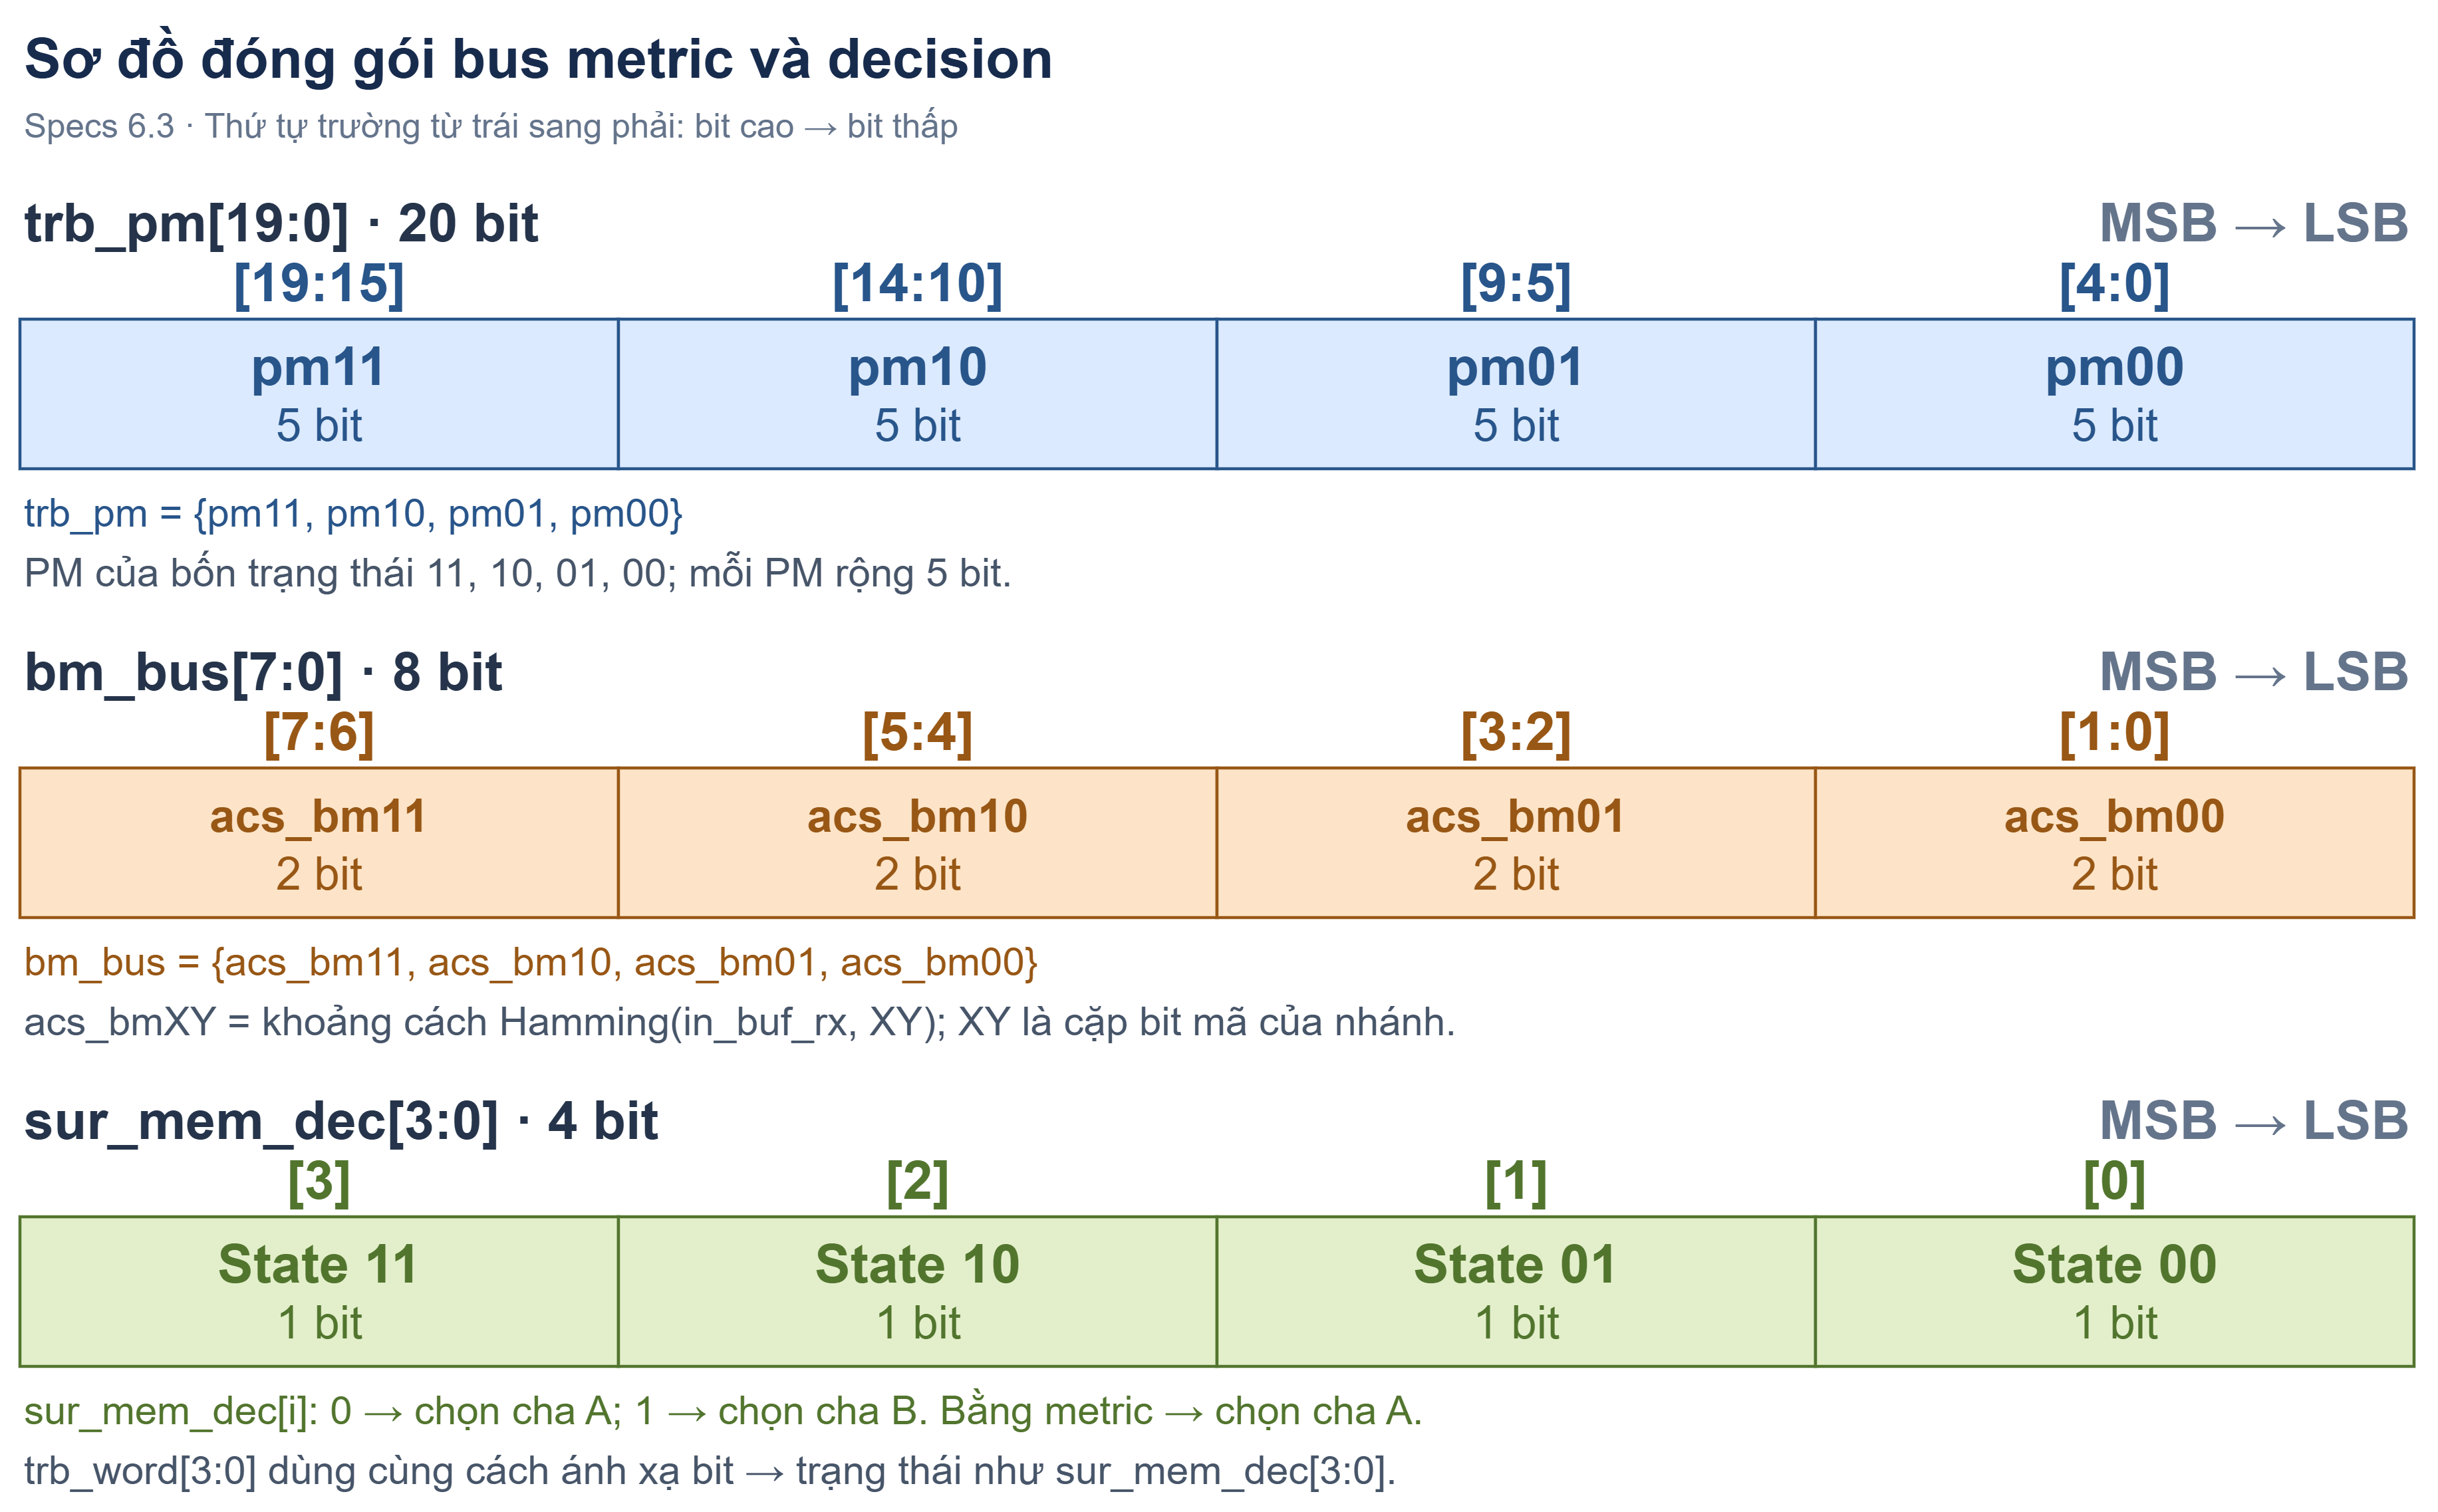 Sơ đồ đóng gói bus metric và decision
Specs 6.3 · Thứ tự trường từ trái sang phải: bit cao → bit thấp
trb_pm[19:0] · 20 bit MSB → LSB
[19:15] [14:10] [9:5] [4:0]
pm11 pm10 pm01 pm00
5 bit 5 bit 5 bit 5 bit
trb_pm = {pm11, pm10, pm01, pm00}
PM của bốn trạng thái 11, 10, 01, 00; mỗi PM rộng 5 bit.
bm_bus[7:0] · 8 bit MSB → LSB
[7:6] [5:4] [3:2] [1:0]
acs_bm11 acs_bm10 acs_bm01 acs_bm00
2 bit 2 bit 2 bit 2 bit
bm_bus = {acs_bm11, acs_bm10, acs_bm01, acs_bm00}
acs_bmXY = khoảng cách Hamming(in_buf_rx, XY); XY là cặp bit mã của nhánh.
sur_mem_dec[3:0] · 4 bit MSB → LSB
[3] [2] [1] [0]
State 11 State 10 State 01 State 00
1 bit 1 bit 1 bit 1 bit
sur_mem_dec[i]: 0 → chọn cha A; 1 → chọn cha B. Bằng metric → chọn cha A.
trb_word[3:0] dùng cùng cách ánh xạ bit → trạng thái như sur_mem_dec[3:0].